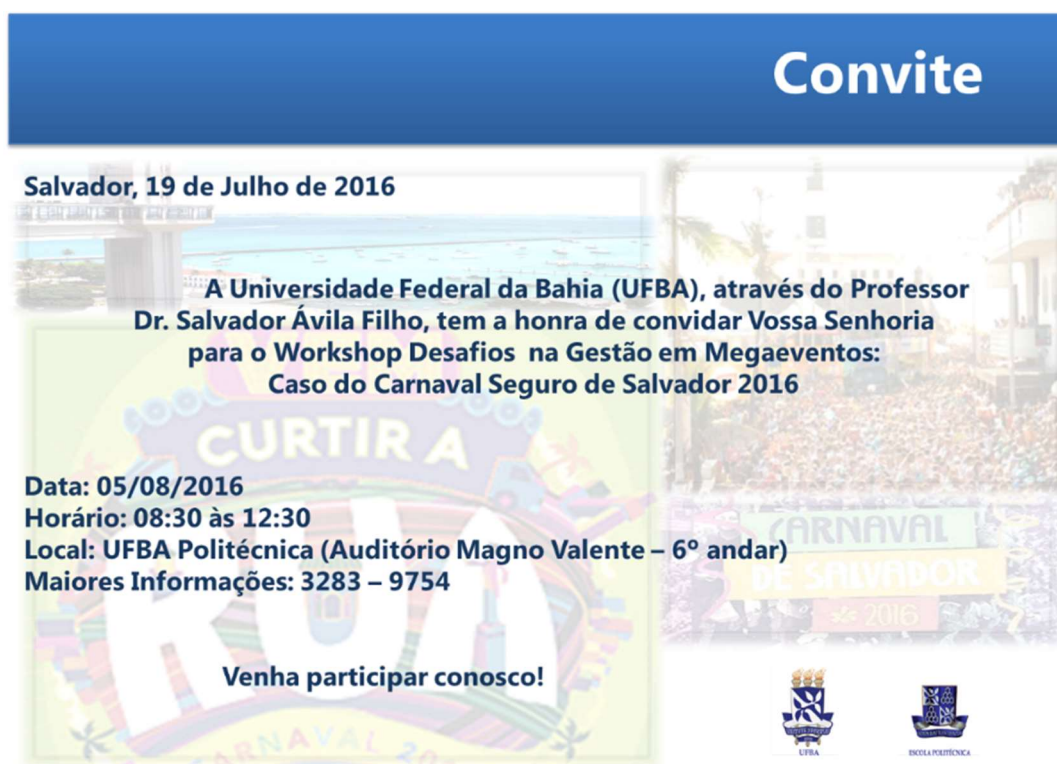 Convite
Salvador, 19 de Julho de 2016
A Universidade Federal da Bahia (UFBA), através do Professor
Dr. Salvador Ávila Filho, tem a honra de convidar Vossa Senhoria
para o Workshop Desafios na Gestão em Megaeventos:
Caso do Carnaval Seguro de Salvador 2016
VEM
CURTIR A
RUA
CARNAVAL 20
CARNAVAL
DE SALVADOR
2016
Data: 05/08/2016
Horário: 08:30 às 12:30
Local: UFBA Politécnica (Auditório Magno Valente – 6º andar)
Maiores Informações: 3283 – 9754
Venha participar conosco!
UFBA
ESCOLA POLITÉCNICA